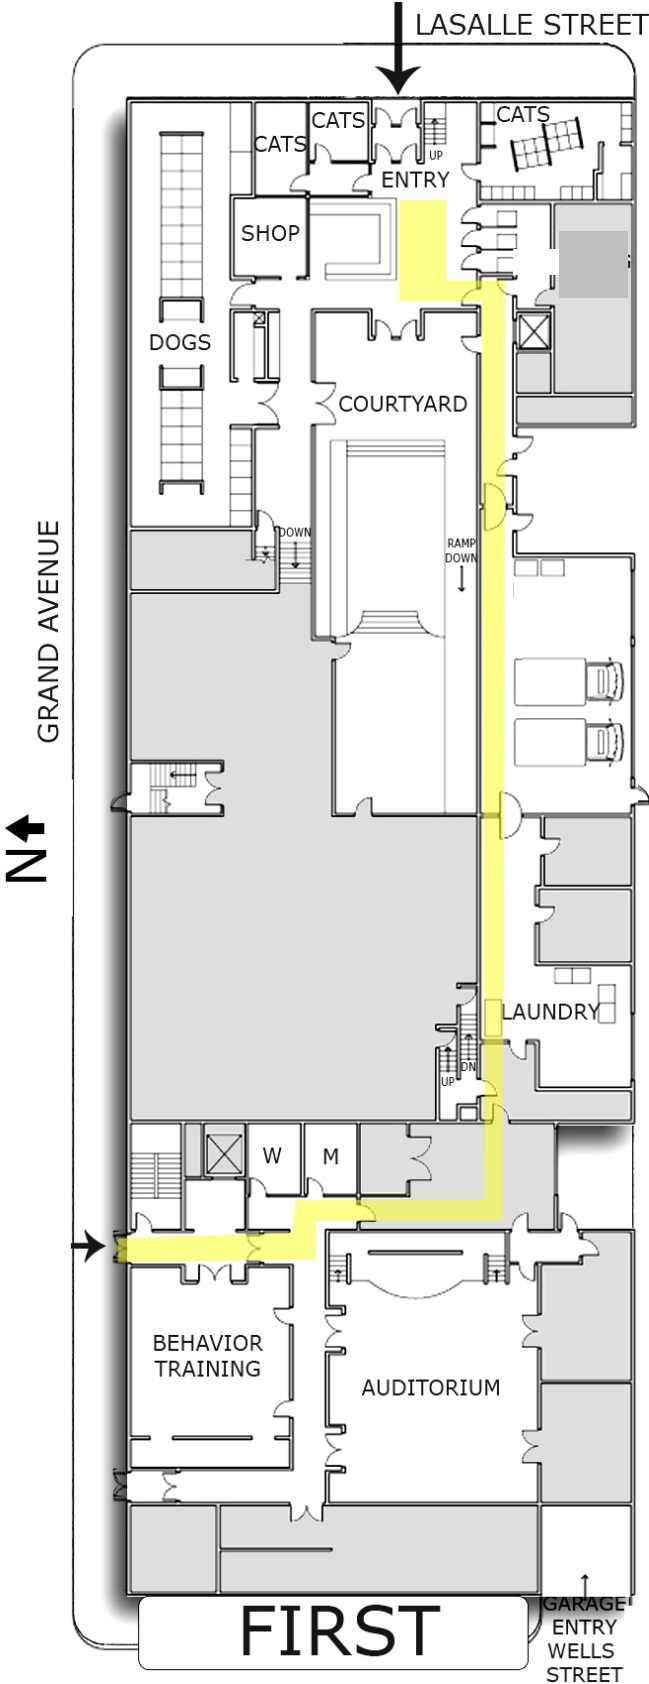 LASALLE STREET
CATS
CATS
CATS
UP
ENTRY
SHOP
DOGS
COURTYARD
DOWN
RAMP
DOWN
GRAND AVENUE
N
LAUNDRY
UP
DN
W
M
BEHAVIOR
TRAINING
AUDITORIUM
GARAGE
ENTRY
WELLS
STREET
FIRST